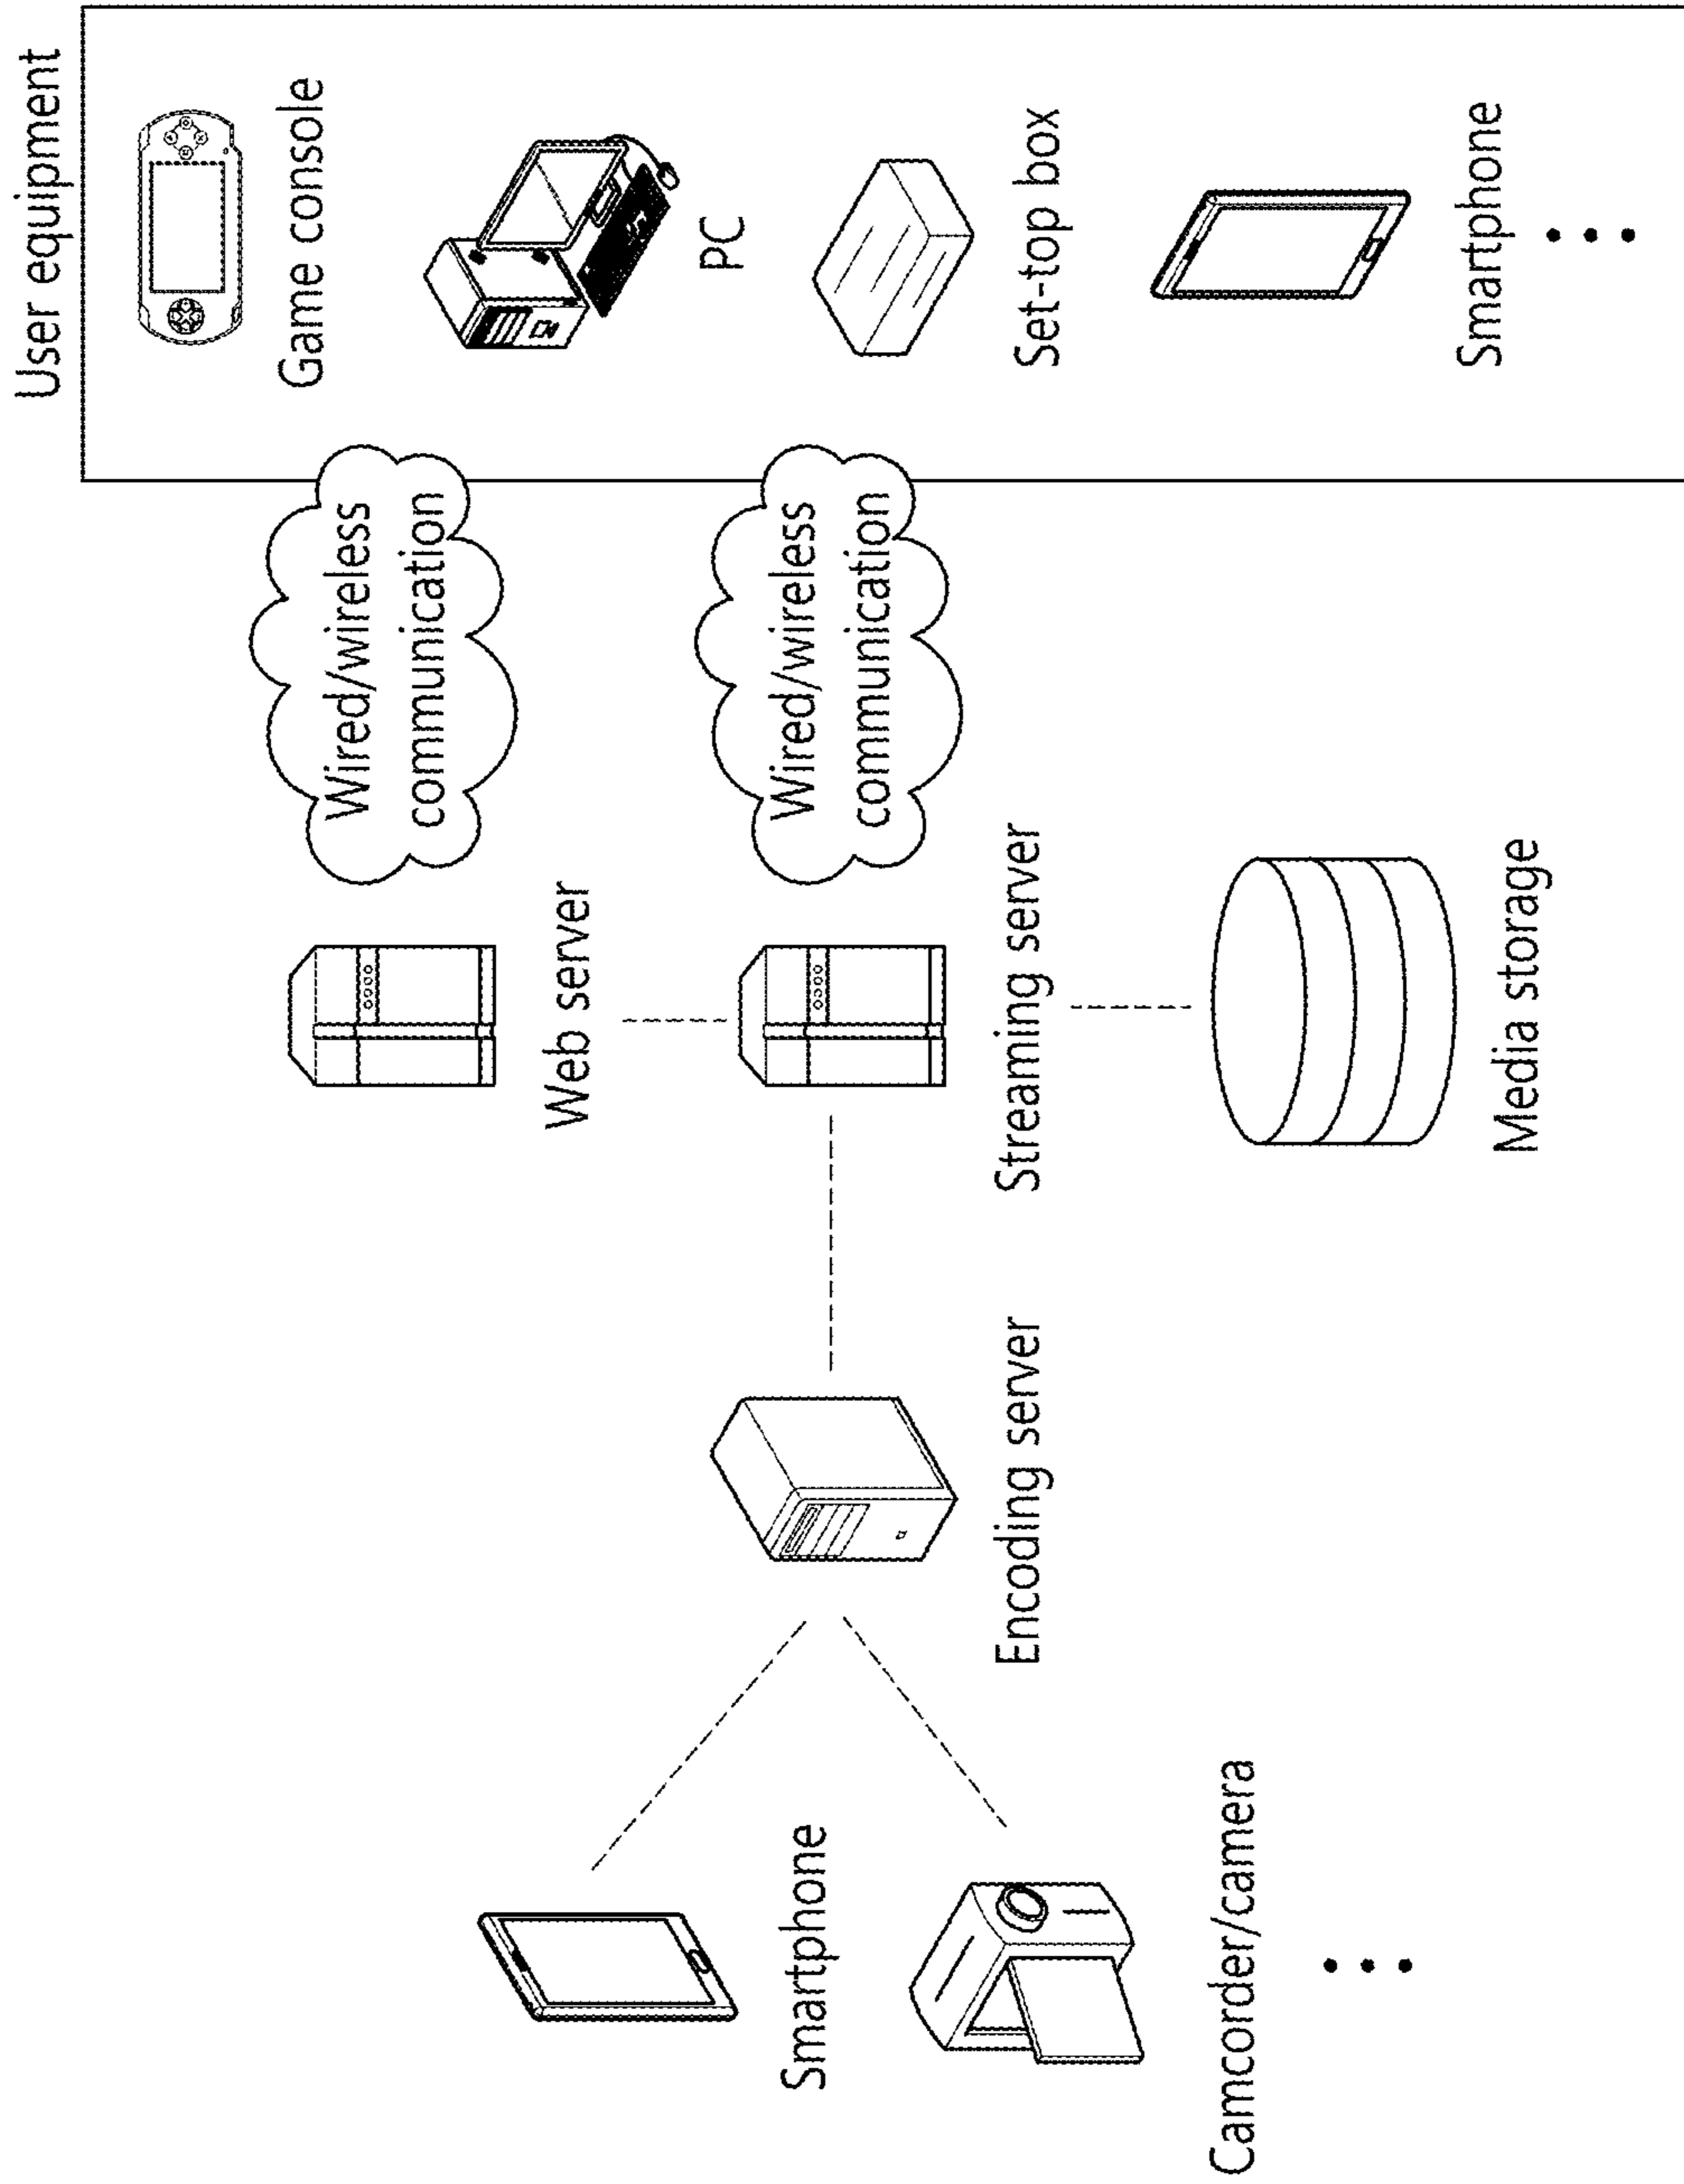 User equipment
Game console
PC
Set-top box
Smartphone
Wired/wireless
communication
Wired/wireless
communication
Web server
Streaming server
Media storage
Encoding server
Smartphone
Camcorder/camera